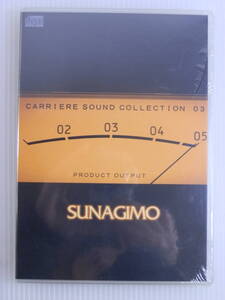 CARRIERE SOUND COLLECTION 03
02 03 04 05
PRODUCT OUTPUT
SUNAGIMO